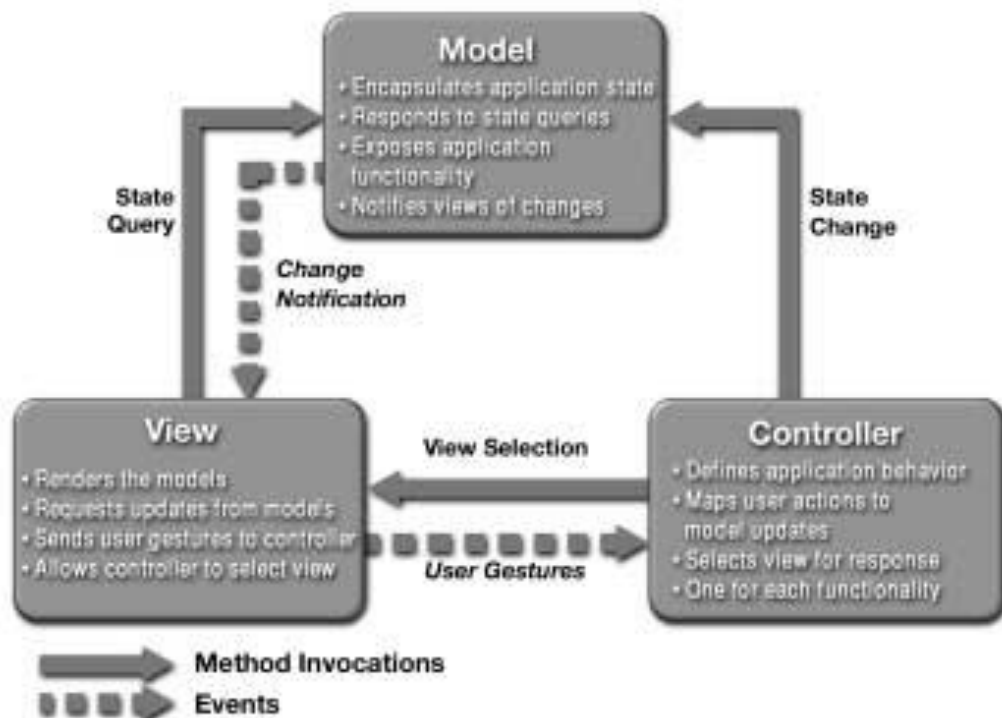 Model
• Encapsulates application state
• Responds to state queries
• Exposes application
functionality
• Notifies views of changes
State
Query
State
Change
Change
Notification
View
• Renders the models
• Requests updates from models
• Sends user gestures to controller
• Allows controller to select view
View Selection
User Gestures
Controller
• Defines application behavior
• Maps user actions to
model updates
• Selects view for response
• One for each functionality
Method Invocations
Events